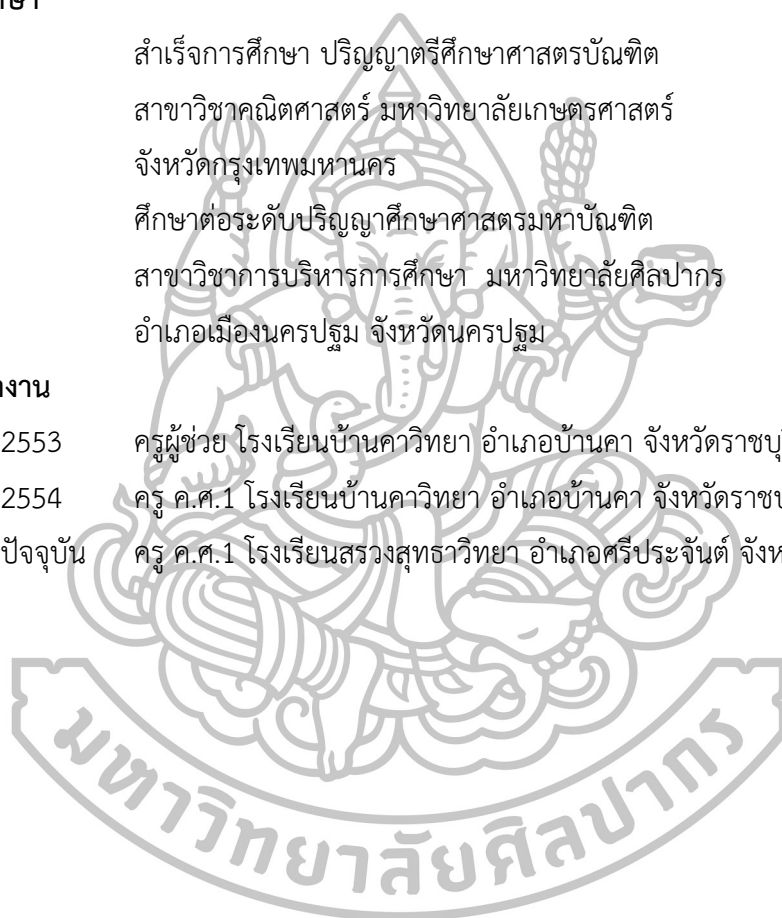 สำเร็จการศึกษา ปริญญาตรีศึกษาศาสตรบัณฑิต
สาขาวิชาคณิตศาสตร์ มหาวิทยาลัยเกษตรศาสตร์
จังหวัดกรุงเทพมหานคร
ศึกษาต่อระดับปริญญาศึกษาศาสตรมหาบัณฑิต
สาขาวิชาการบริหารการศึกษา มหาวิทยาลัยศิลปากร
อำเภอเมืองนครปฐม จังหวัดนครปฐม
งาน
2553 ครูผู้ช่วย โรงเรียนบ้านคาวิทยา อำเภอบ้านคา จังหวัดราชบุ
2554 ครู ค.ศ.1 โรงเรียนบ้านคาวิทยา อำเภอบ้านคา จังหวัดราชบ
ปัจจุบัน ครู ค.ศ.1 โรงเรียนสรวงสุทธาวิทยา อำเภอศรีประจันต์ จังห
มหาวิทยาลัยศิลปากร